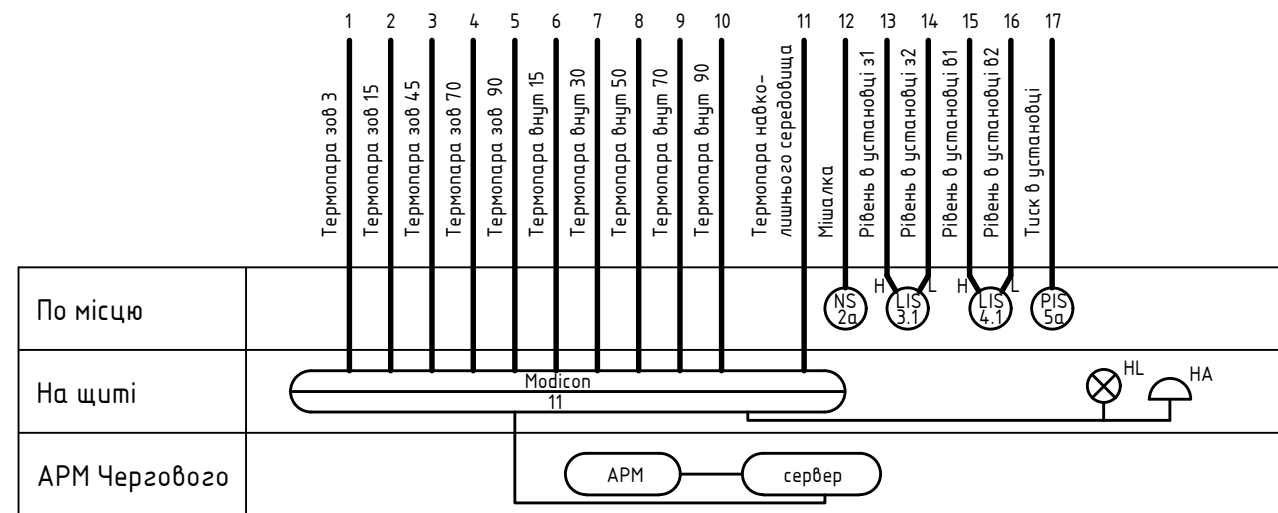 1 2 3 4 5 6 7 8 9 10 11 12 13 14 15 16 17
Термопара зов 3
Термопара зов 15
Термопара зов 45
Термопара зов 70
Термопара зов 90
Термопара внут 15
Термопара внут 30
Термопара внут 50
Термопара внут 70
Термопара внут 90
Термопара навко-
лишнього середовища
Мішалка
Рівень в установці з1
Рівень в установці з2
Рівень в установці в1
Рівень в установці в2
Тиск в установці
По місцю
NS
2а
H
L
LIS
3.1
H
L
LIS
4.1
PIS
5а
На щиті
Modicon
11
HL
HA
АРМ Чергового
АРМ
сервер